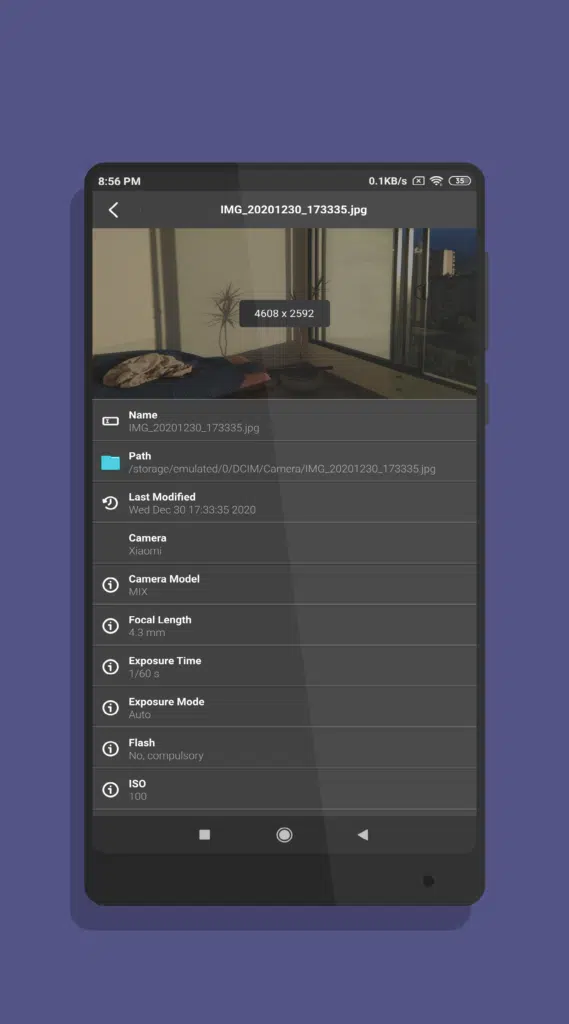 8:56 PM 0.1KB/s 35
IMG_20201230_173335.jpg
4608 x 2592
Name
IMG_20201230_173335.jpg
Path
/storage/emulated/0/DCIM/Camera/IMG_20201230_173335.jpg
Last Modified
Wed Dec 30 17:33:35 2020
Camera
Xiaomi
Camera Model
MIX
Focal Length
4.3 mm
Exposure Time
1/60 s
Exposure Mode
Auto
Flash
No, compulsory
ISO
100